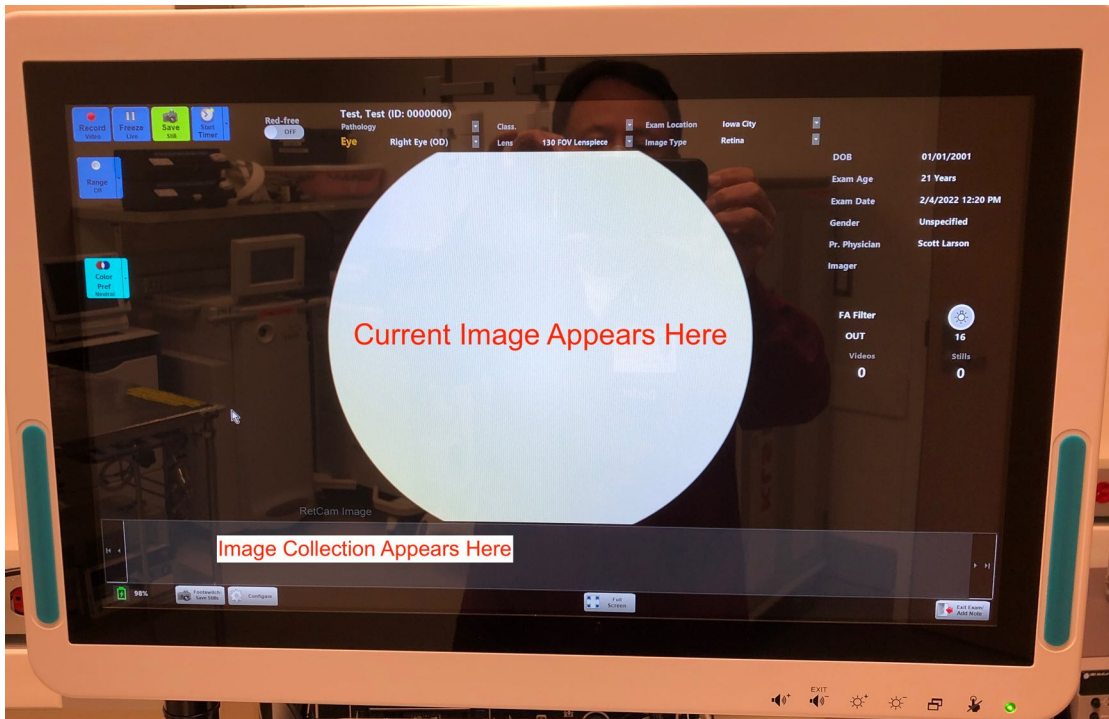 Test, Test (ID: 0000000)
Record
Video
Freeze
Live
Save
Still
Start
Timer
Red-free
OFF
Pathology
Class.
Exam Location Iowa City
Eye Right Eye (OD)
Lens 130 FOV Lenspiece
Image Type Retina
Range
Off
DOB 01/01/2001
Exam Age 21 Years
Exam Date 2/4/2022 12:20 PM
Gender Unspecified
Pr. Physician Scott Larson
Imager
Color
Pref
Neutral
FA Filter
OUT
16
Videos
0
Stills
0
Current Image Appears Here
RetCam Image
Image Collection Appears Here
98%
Footswitch
Save Stills
Configure
Full
Screen
Exit Exam/
Add Note
EXIT